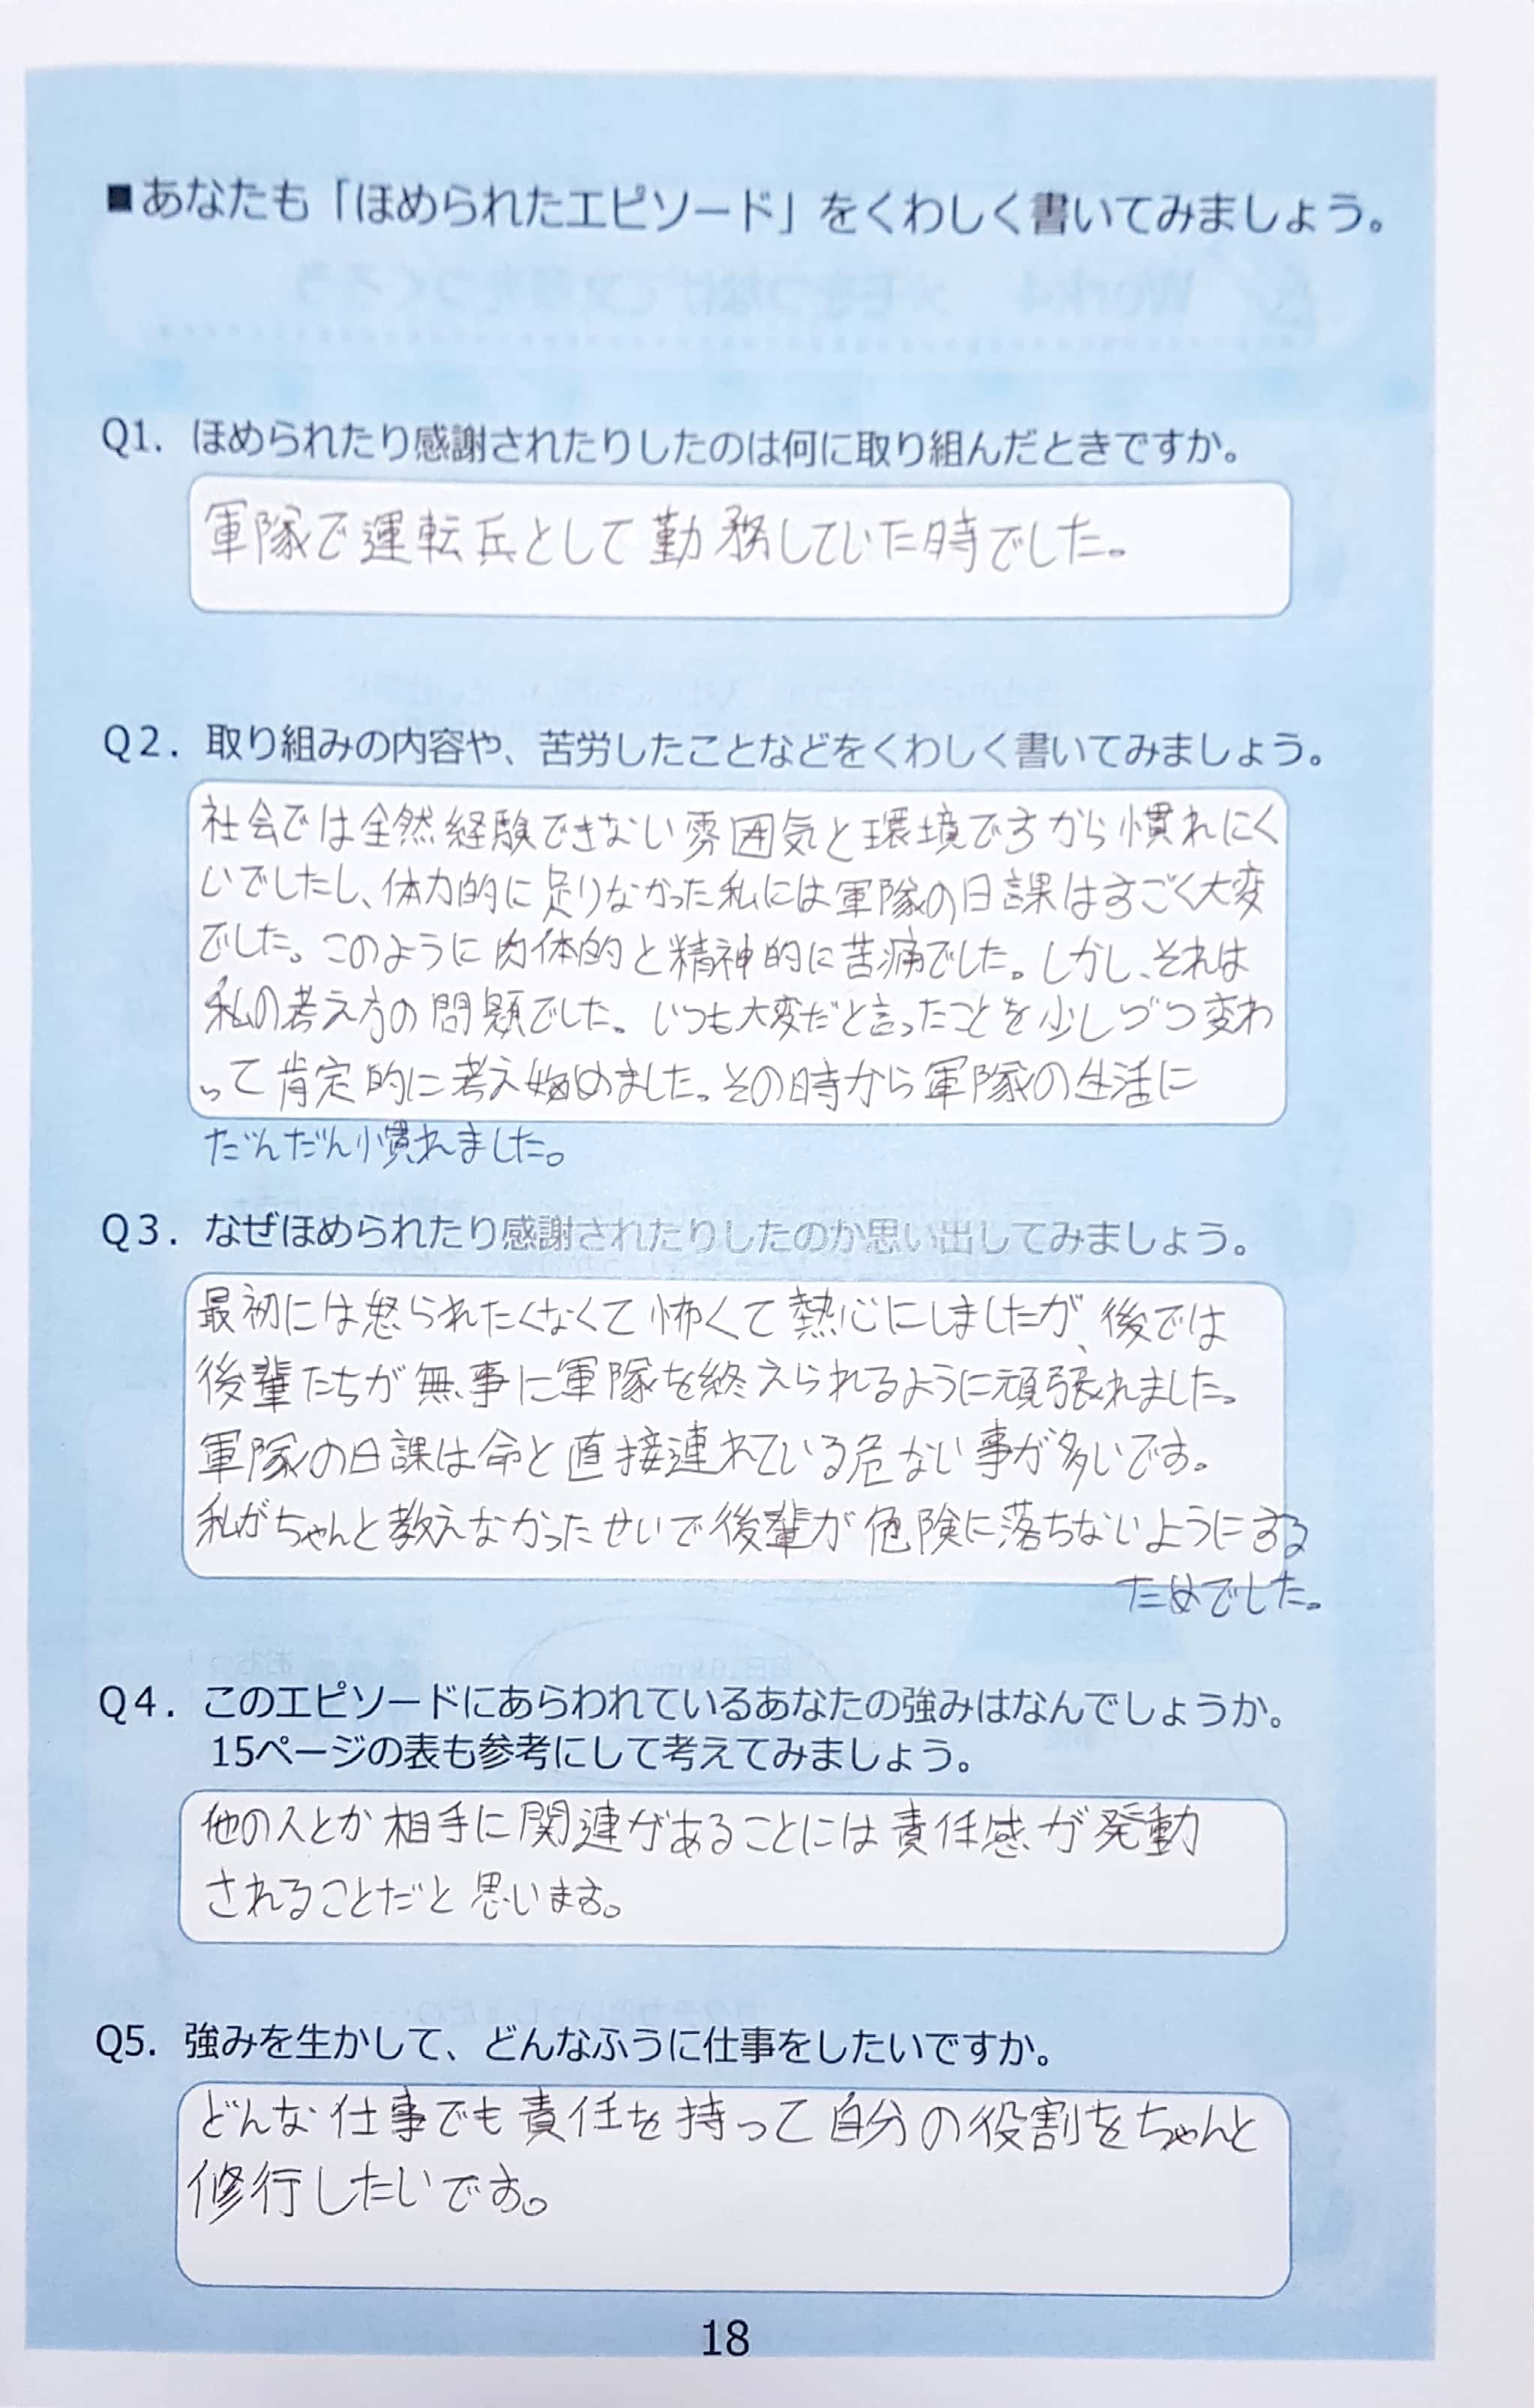 ■あなたも「ほめられたエピソード」をくわしく書いてみましょう。
Q1. ほめられたり感謝されたりしたのは何に取り組んだときですか。
軍隊で運転兵として勤務していた時でした。
Q2. 取り組みの内容や、苦労したことなどをくわしく書いてみましょう。
社会では全然経験できない雰囲気と環境ですから慣れにく
いでしたし、体力的に足りなかった私には軍隊の日課はすごく大変
でした。このように肉体的と精神的に苦痛でした。しかし、それは
私の考え方の問題でした。いつも大変だと言ったことを少しづつ変わ
って肯定的に考え始めました。その時から軍隊の生活に
だんだん慣れました。
Q3. なぜほめられたり感謝されたりしたのか思い出してみましょう。
最初には怒られたくなくて怖くて熱心にしましたが、後では
後輩たちが無事に軍隊を終えられるように頑張れました。
軍隊の日課は命と直接連れている危ない事が多いです。
私がちゃんと教えなかったせいで後輩が危険に落ちないようにする
ためでした。
Q4. このエピソードにあらわれているあなたの強みはなんでしょうか。
15ページの表も参考にして考えてみましょう。
他の人とか相手に関連があることには責任感が発動
されることだと思います。
Q5. 強みを生かして、どんなふうに仕事をしたいですか。
どんな仕事でも責任を持って自分の役割をちゃんと
修行したいです。
18